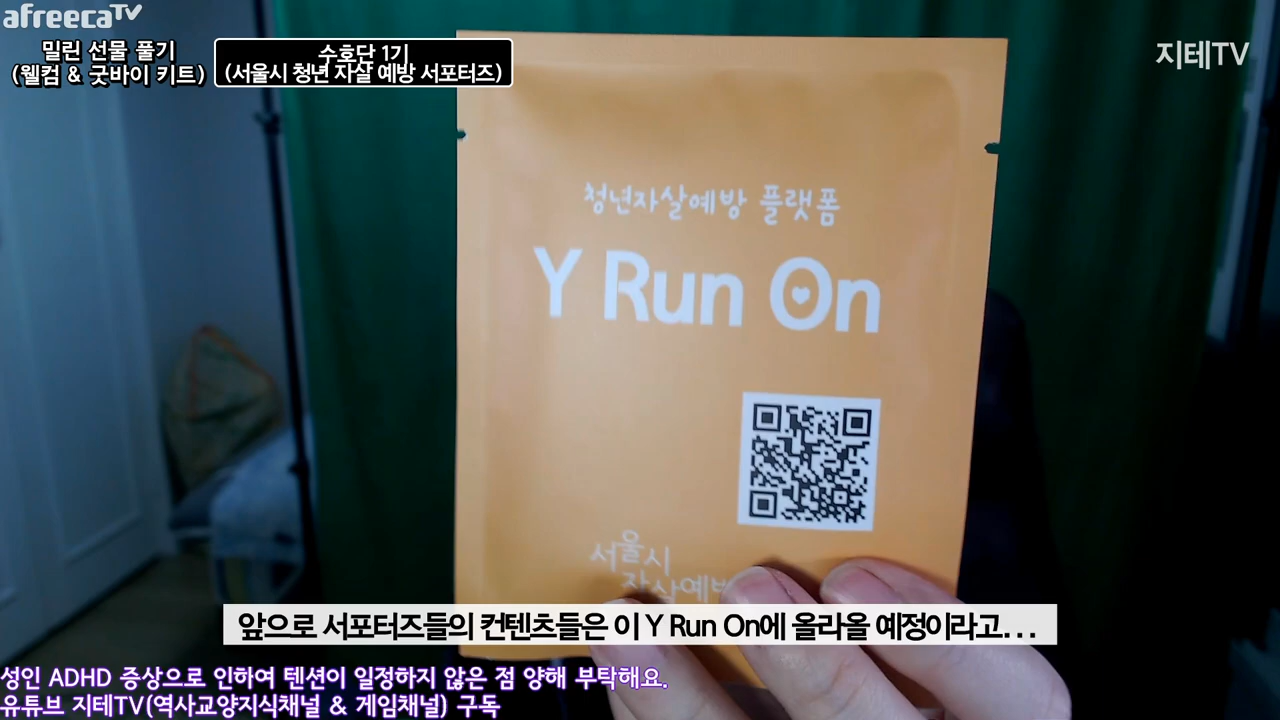 afreecaTV
밀린 선물 풀기
(웰컴 & 굿바이 키트)
수호단 1기
(서울시 청년 자살 예방 서포터즈)
지테TV
청년자살예방 플랫폼
Y Run On
서울시
자살예방
앞으로 서포터즈들의 컨텐츠들은 이 Y Run On에 올라올 예정이라고...
성인 ADHD 증상으로 인하여 텐션이 일정하지 않은 점 양해 부탁해요.
유튜브 지테TV(역사교양지식채널 & 게임채널) 구독